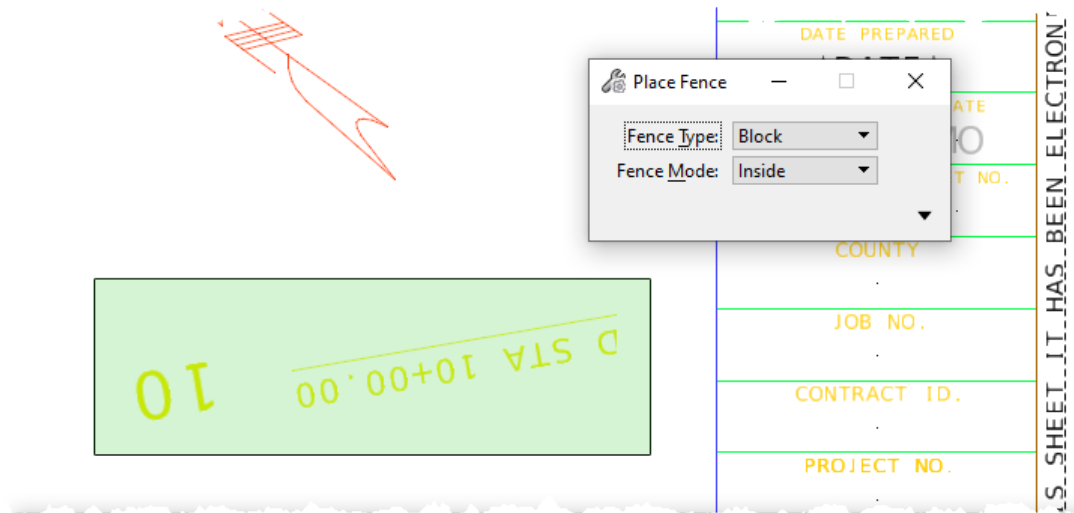 DATE PREPARED
Place Fence
Fence Type: Block
Fence Mode: Inside
NO.
COUNTY
JOB NO.
CONTRACT ID.
PROJECT NO.
10
STA 10+00.00
SHEET IT HAS BEEN